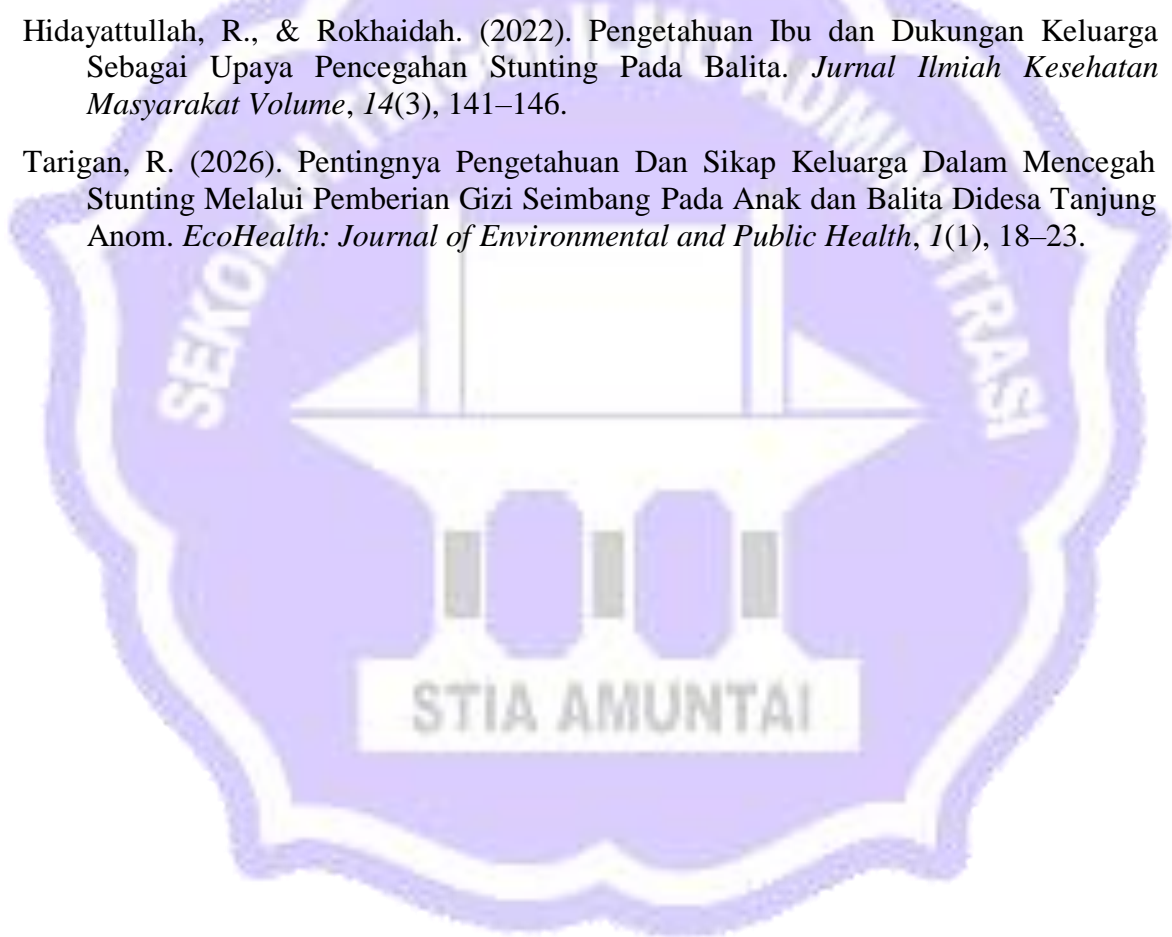 Hidayattullah, R., & Rokhaidah. (2022). Pengetahuan Ibu dan Dukungan Keluarga
Sebagai Upaya Pencegahan Stunting Pada Balita. Jurnal Ilmiah Kesehatan
Masyarakat Volume, 14(3), 141–146.
Tarigan, R. (2026). Pentingnya Pengetahuan Dan Sikap Keluarga Dalam Mencegah
Stunting Melalui Pemberian Gizi Seimbang Pada Anak dan Balita Didesa Tanjung
Anom. EcoHealth: Journal of Environmental and Public Health, 1(1), 18–23.
STIA AMUNTAI